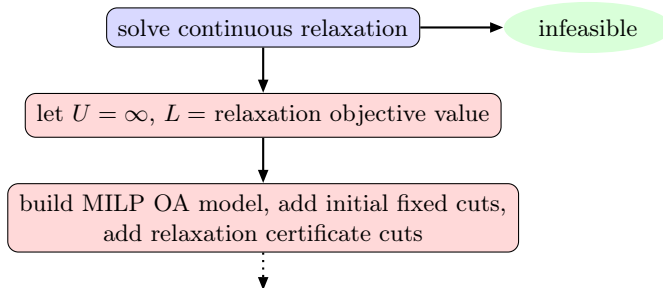 solve continuous relaxation
infeasible
let U = ∞, L = relaxation objective value
build MILP OA model, add initial fixed cuts,
add relaxation certificate cuts